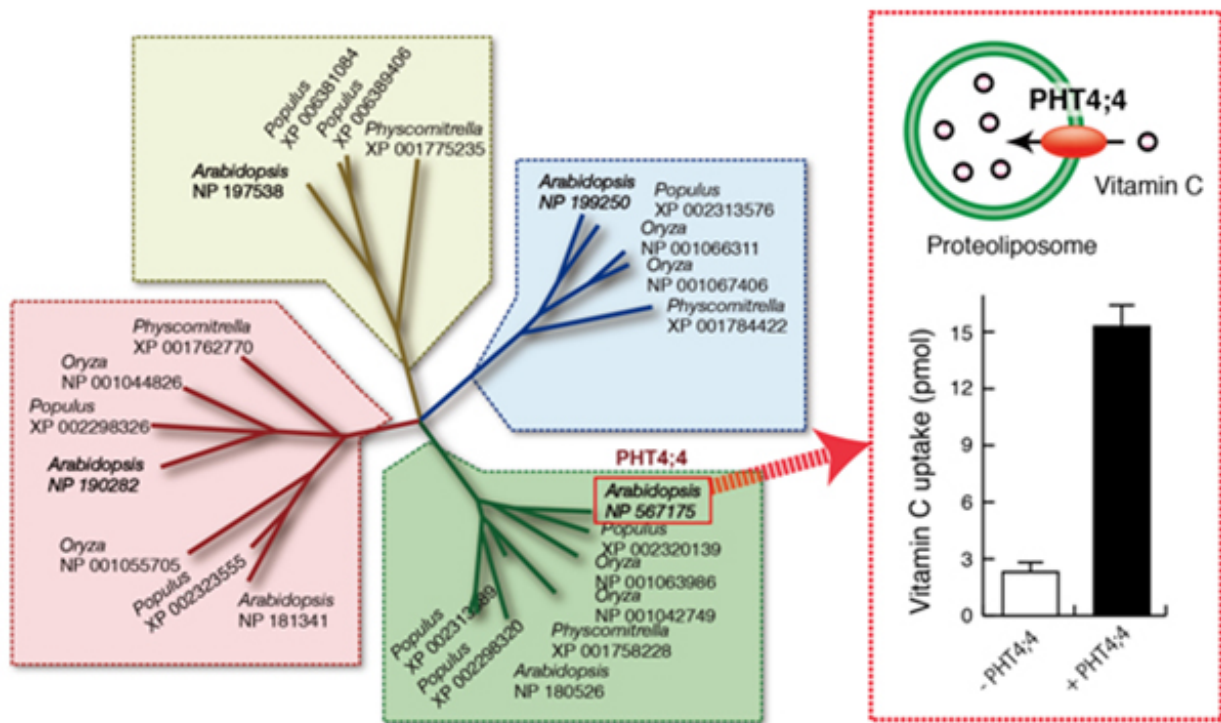 Populus
XP 006381084
Populus
XP 006389406
Physcomitrella
XP 001775235
Arabidopsis
NP 197538
Arabidopsis
NP 199250
Populus
XP 002313576
Oryza
NP 001066311
Oryza
NP 001067406
Physcomitrella
XP 001784422
Physcomitrella
XP 001762770
Oryza
NP 001044826
Populus
XP 002298326
Arabidopsis
NP 190282
Oryza
NP 001055705
Populus
XP 002323555
Arabidopsis
NP 181341
PHT4;4
Arabidopsis
NP 567175
Populus
XP 002320139
Oryza
NP 001063986
Oryza
NP 001042749
Physcomitrella
XP 001758228
Arabidopsis
NP 180526
Populus
XP
Populus
XP 002298320
PHT4;4
Vitamin C
Proteoliposome
Vitamin C uptake (pmol)
15
12
9
6
3
0
- PHT4;4
+ PHT4;4